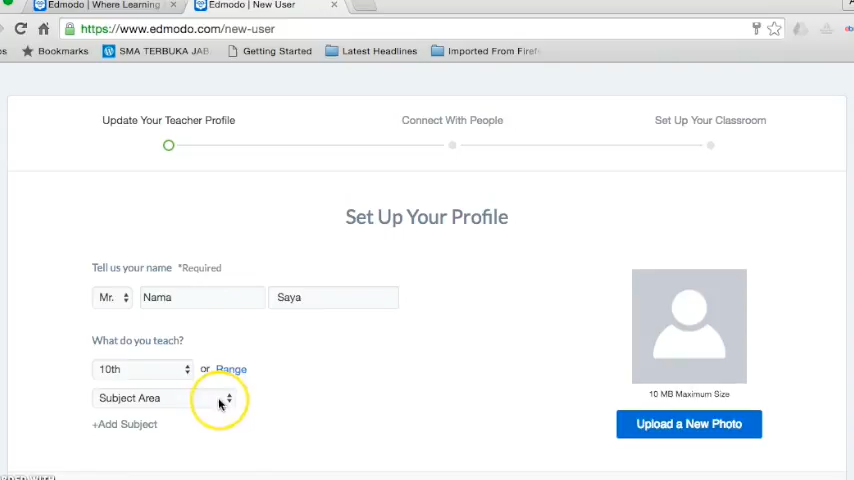 Edmodo | Where Learning
Edmodo | New User
https://www.edmodo.com/new-user
Bookmarks
SMA TERBUKA JAB
Getting Started
Latest Headlines
Imported From Firef
Update Your Teacher Profile
Connect With People
Set Up Your Classroom
Set Up Your Profile
Tell us your name *Required
Mr. Nama Saya
What do you teach?
10th or Range
Subject Area
10 MB Maximum Size
+Add Subject
Upload a New Photo